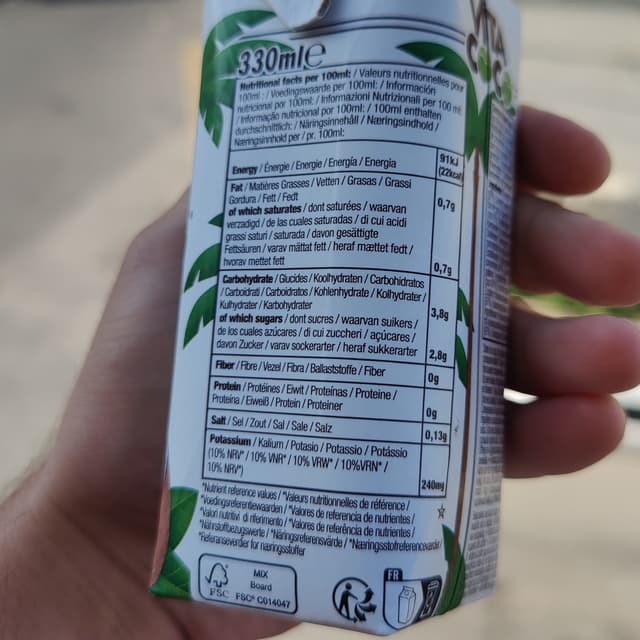 VITA
COCO
330ml℮
Nutritional facts per 100ml: / Valeurs nutritionnelles pour
100ml : / Voedingswaarde per 100ml: / Información
nutricional por 100ml: / Informazioni Nutrizionali per 100 ml
/ Informação nutricional por 100ml: / 100ml enthalten
durchschnittlich: / Näringsinnehåll / Næringsindhold /
Næringsinnhold per / pr. 100ml:
Energy / Énergie / Energie / Energía / Energia
91kJ
(22kcal)
Fat / Matières Grasses / Vetten / Grasas / Grassi
Gordura / Fett / Fedt
0,7g
of which saturates / dont saturées / waarvan
verzadigd / de las cuales saturadas / di cui acidi
grassi saturi / saturada / davon gesättigte
Fettsäuren / varav mättat fett / heraf mættet fedt /
hvorav mettet fett
0,7g
Carbohydrate / Glucides / Koolhydraten / Carbohidratos
/ Carboidrati / Carboidratos / Kohlenhydrate / Kolhydrater /
Kulhydrater / Karbohydrater
3,8g
of which sugars / dont sucres / waarvan suikers /
de los cuales azúcares / di cui zuccheri / açúcares /
davon Zucker / varav sockerarter / heraf sukkerarter
2,8g
Fiber / Fibre / Vezel / Fibra / Ballaststoffe / Fiber
0g
Protein / Protéines / Eiwit / Proteínas / Proteine /
Proteína / Eiweiß / Protein / Proteiner
0g
Salt / Sel / Zout / Sal / Sale / Salz
0,13g
Potassium / Kalium / Potasio / Potassio / Potássio
(10% NRV* / 10% VNR* / 10% VRW* / 10%VRN* /
10% NRV*)
240mg
*Nutrient reference values / *Valeurs nutritionnelles de référence /
*Voedingsreferentiewaarden / *Valores de referencia de nutrientes /
*Valori nutritivi di riferimento / *Valores de referência de nutrientes /
*Nährstoffbezugswerte / *Näringsreferensvärde / *Næringsstofreferenceværdier /
*Referanseverdier for næringsstoffer
FSC
MIX
Board
FSC® C014047
FR